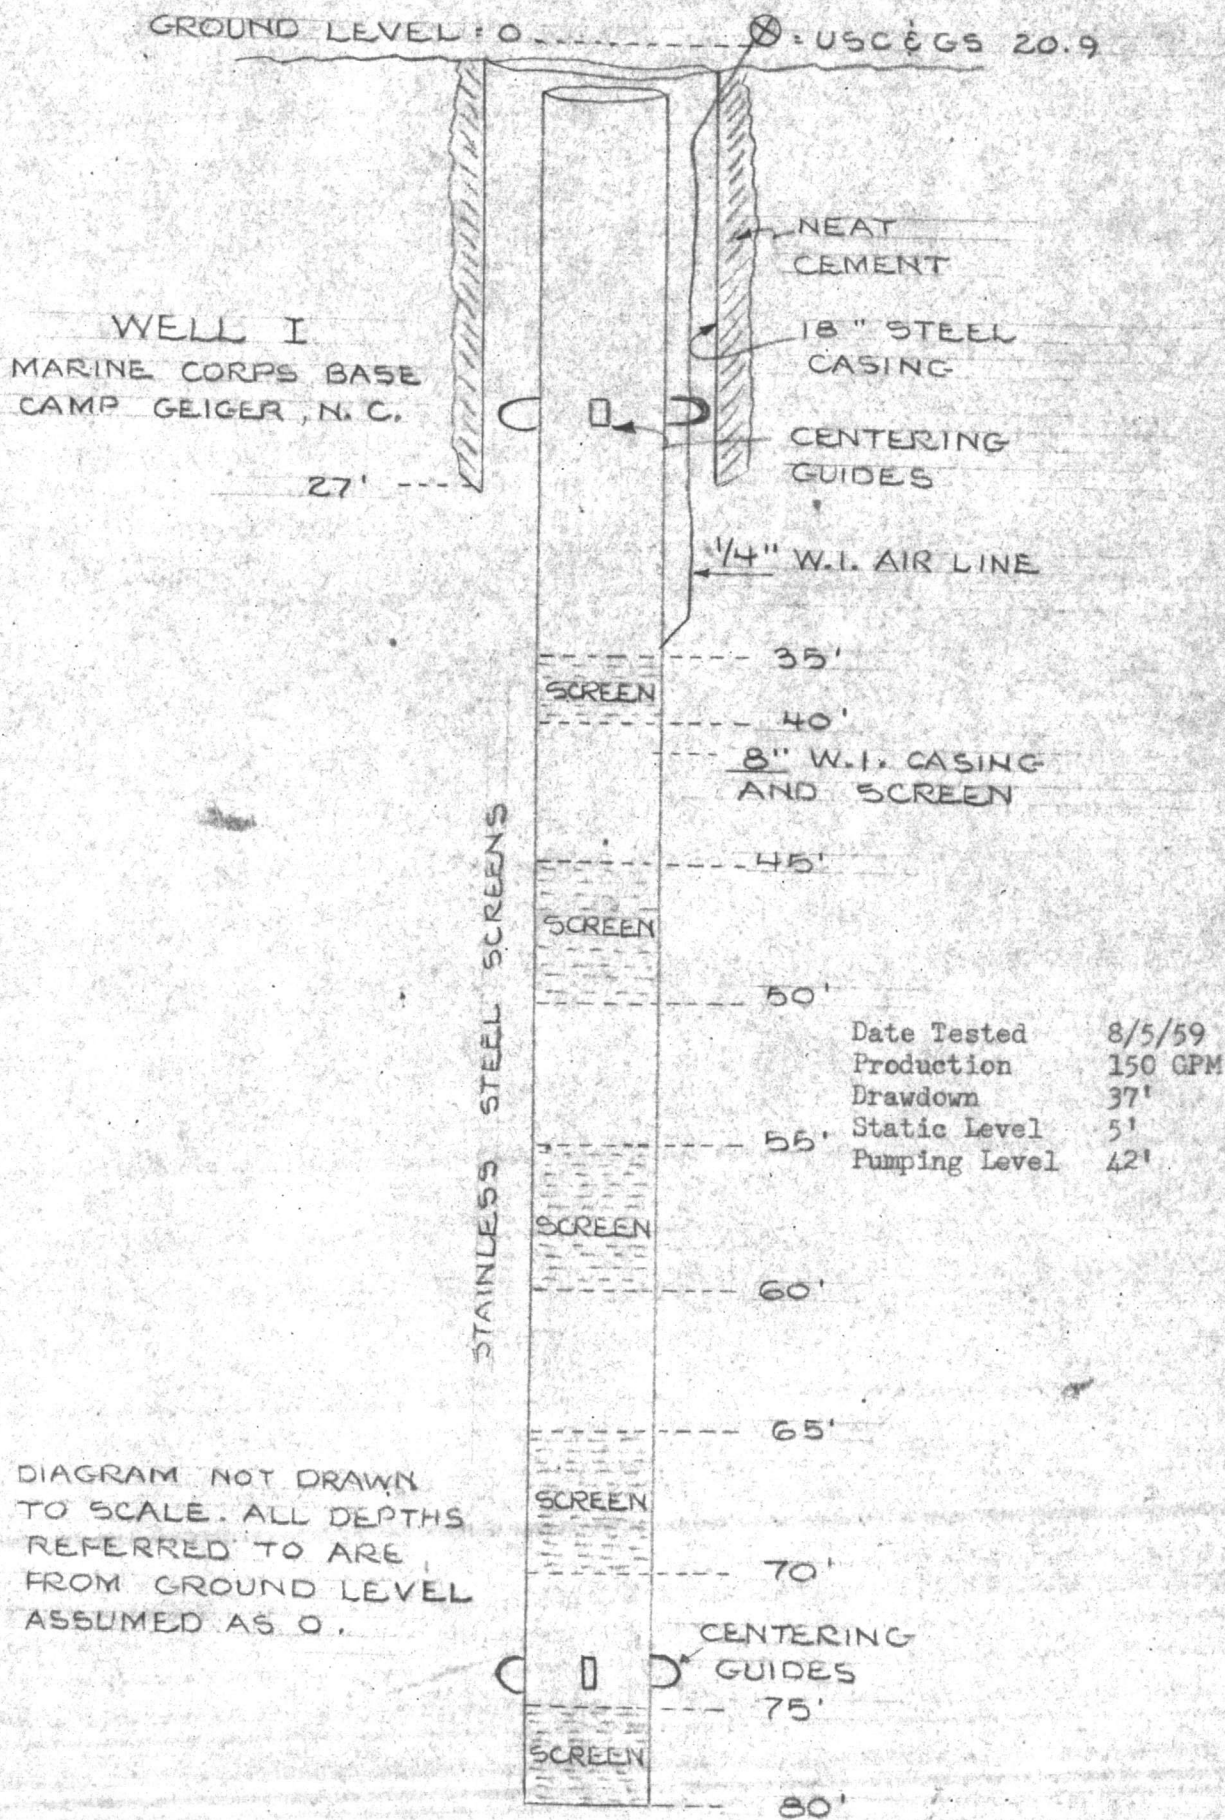 GROUND LEVEL: 0 : USC & GS 20.9
NEAT
CEMENT
WELL I
MARINE CORPS BASE
CAMP GEIGER, N. C.
18" STEEL
CASING
CENTERING
GUIDES
27'
1/4" W.I. AIR LINE
35'
SCREEN
40'
8" W.I. CASING
AND SCREEN
STAINLESS STEEL SCREENS
45'
SCREEN
50'
Date Tested 8/5/59
Production 150 GPM
Drawdown 37'
Static Level 5'
Pumping Level 42'
55'
SCREEN
60'
65'
SCREEN
70'
DIAGRAM NOT DRAWN
TO SCALE. ALL DEPTHS
REFERRED TO ARE
FROM GROUND LEVEL
ASSUMED AS 0.
CENTERING
GUIDES
75'
SCREEN
80'